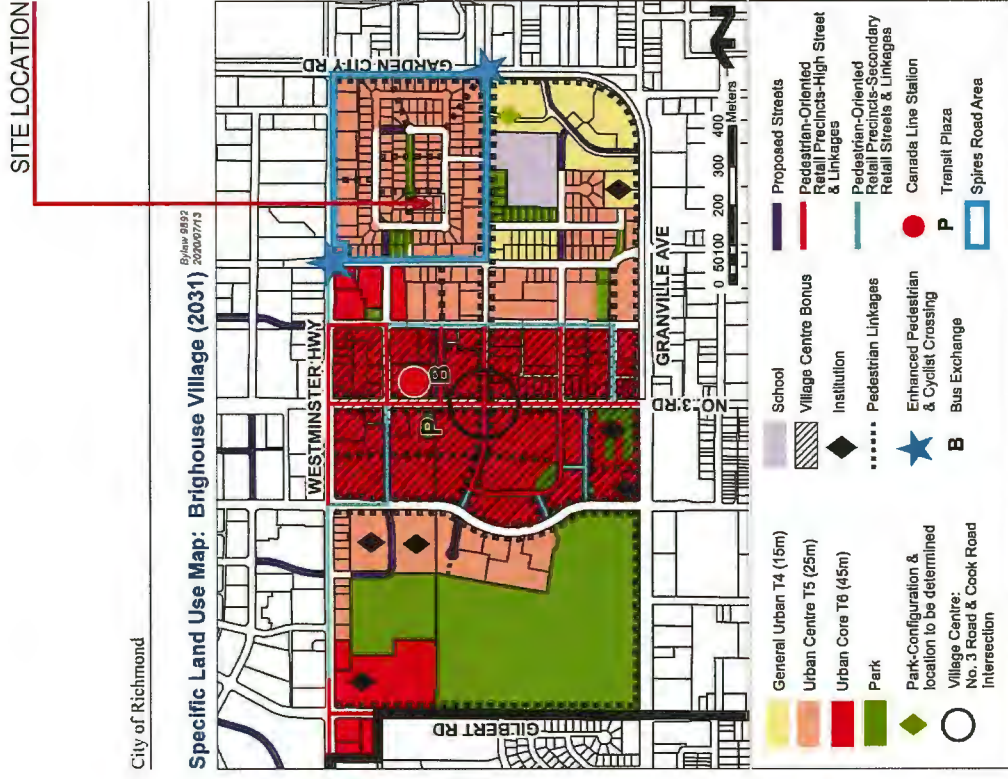 SITE LOCATION
City of Richmond
Specific Land Use Map: Brighouse Village (2031)
Bylaw 9892
2020/07/13
WESTMINSTER HWY
GARDEN CITY RD
GILBERT RD
NO. 3 RD
GRANVILLE AVE
P
B
0 50 100 200 300 400
Meters
General Urban T4 (15m)
Urban Centre T5 (25m)
Urban Core T6 (45m)
Park
Park-Configuration &
location to be determined
Village Centre:
No. 3 Road & Cook Road
Intersection
School
Village Centre Bonus
Institution
Pedestrian Linkages
Enhanced Pedestrian
& Cyclist Crossing
B Bus Exchange
Proposed Streets
Pedestrian-Oriented
Retail Precincts-High Street
& Linkages
Pedestrian-Oriented
Retail Precincts-Secondary
Retail Streets & Linkages
Canada Line Station
P Transit Plaza
Spires Road Area